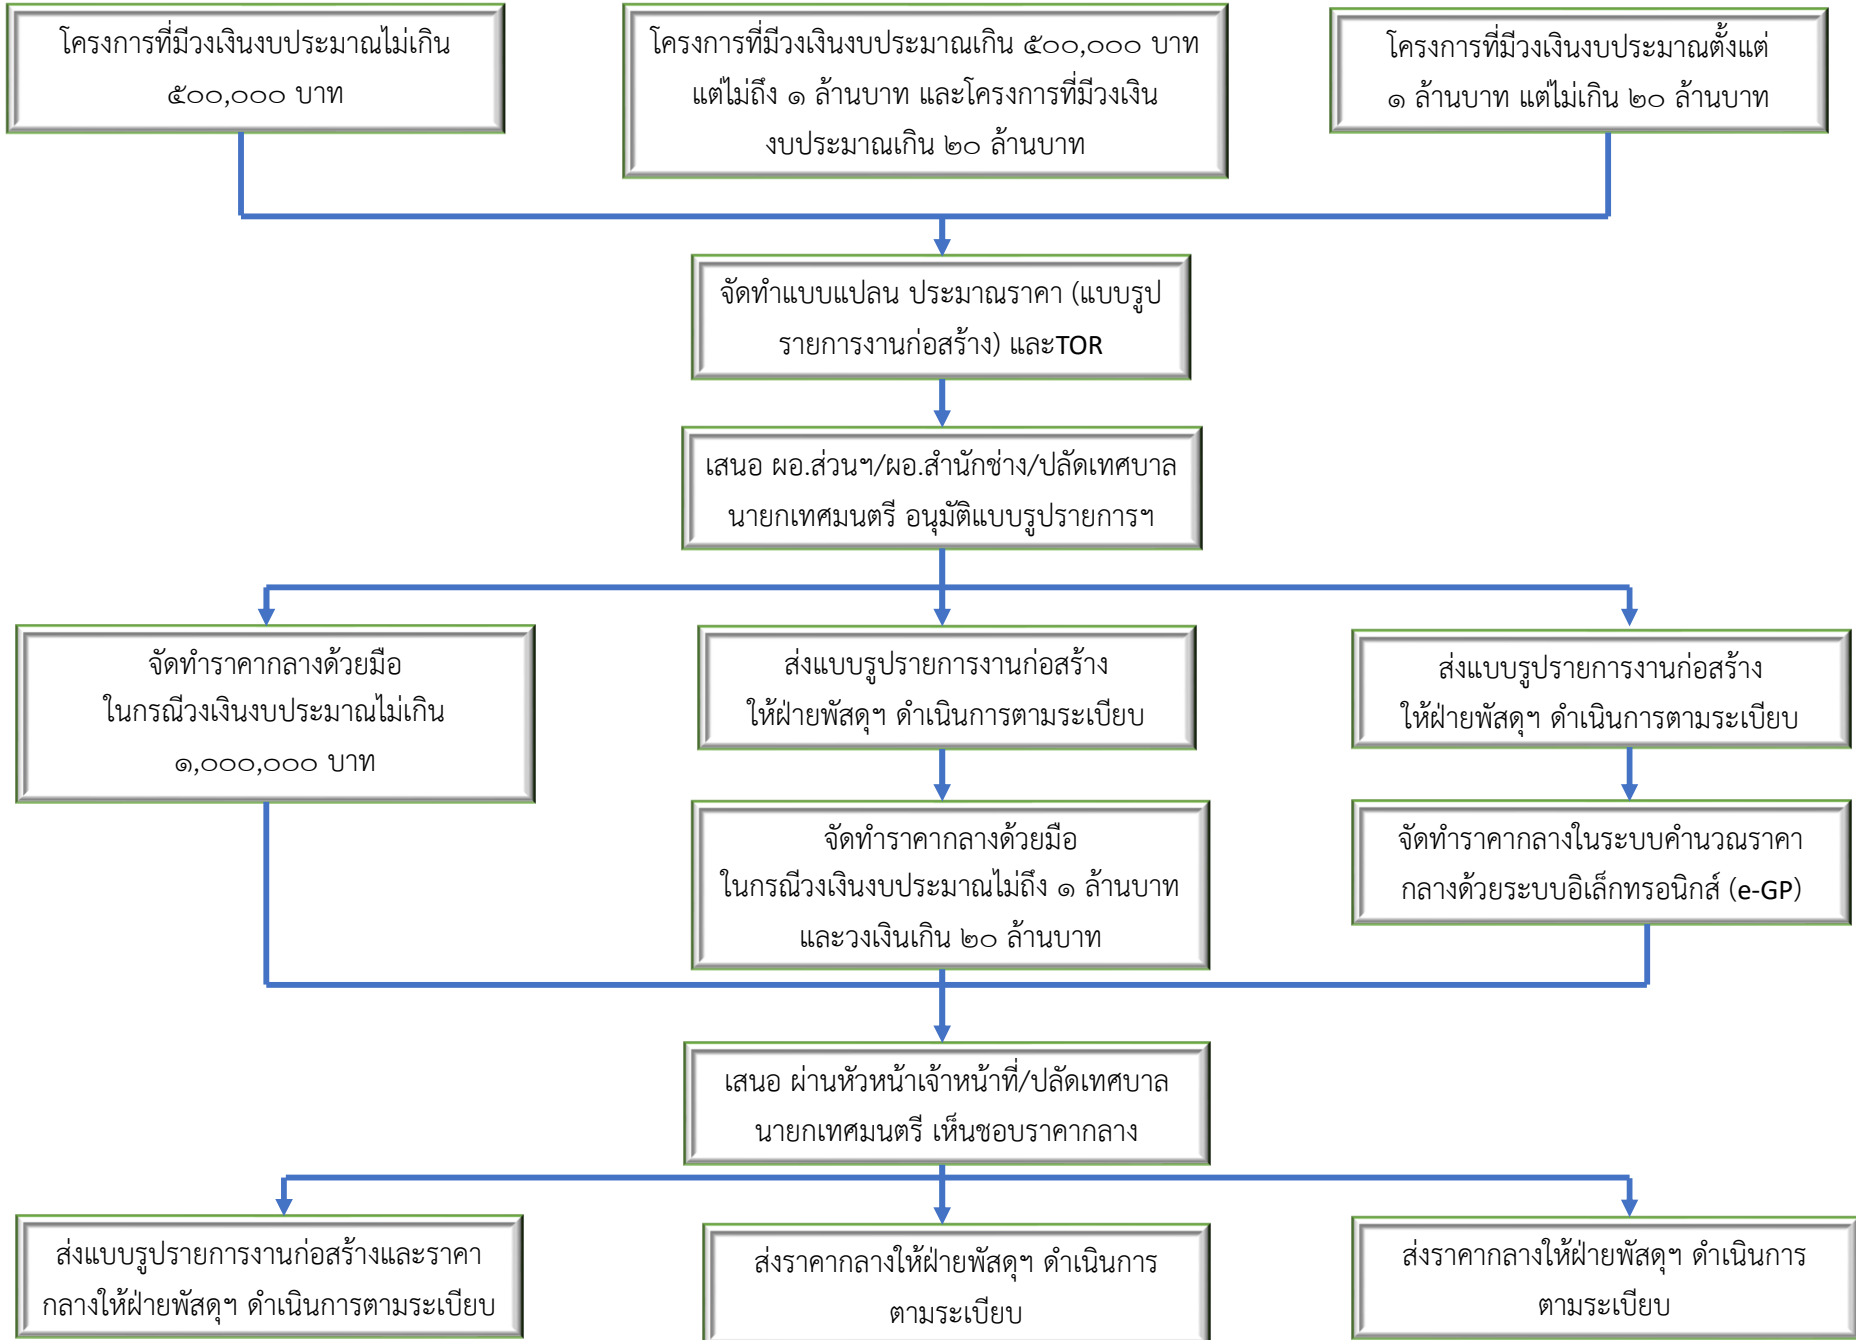 โครงการที่มีวงเงินงบประมาณไม่เกิน
๕๐๐,๐๐๐ บาท
โครงการที่มีวงเงินงบประมาณเกิน ๕๐๐,๐๐๐ บาท
แต่ไม่ถึง ๑ ล้านบาท และโครงการที่มีวงเงิน
งบประมาณเกิน ๒๐ ล้านบาท
โครงการที่มีวงเงินงบประมาณตั้งแต่
๑ ล้านบาท แต่ไม่เกิน ๒๐ ล้านบาท
จัดทำแบบแปลน ประมาณราคา (แบบรูป
รายการงานก่อสร้าง) และTOR
เสนอ ผอ.ส่วนฯ/ผอ.สำนักช่าง/ปลัดเทศบาล
นายกเทศมนตรี อนุมัติแบบรูปรายการฯ
จัดทำราคากลางด้วยมือ
ในกรณีวงเงินงบประมาณไม่เกิน
๑,๐๐๐,๐๐๐ บาท
ส่งแบบรูปรายการงานก่อสร้าง
ให้ฝ่ายพัสดุฯ ดำเนินการตามระเบียบ
ส่งแบบรูปรายการงานก่อสร้าง
ให้ฝ่ายพัสดุฯ ดำเนินการตามระเบียบ
จัดทำราคากลางด้วยมือ
ในกรณีวงเงินงบประมาณไม่ถึง ๑ ล้านบาท
และวงเงินเกิน ๒๐ ล้านบาท
จัดทำราคากลางในระบบคำนวณราคา
กลางด้วยระบบอิเล็กทรอนิกส์ (e-GP)
เสนอ ผ่านหัวหน้าเจ้าหน้าที่/ปลัดเทศบาล
นายกเทศมนตรี เห็นชอบราคากลาง
ส่งแบบรูปรายการงานก่อสร้างและราคา
กลางให้ฝ่ายพัสดุฯ ดำเนินการตามระเบียบ
ส่งราคากลางให้ฝ่ายพัสดุฯ ดำเนินการ
ตามระเบียบ
ส่งราคากลางให้ฝ่ายพัสดุฯ ดำเนินการ
ตามระเบียบ